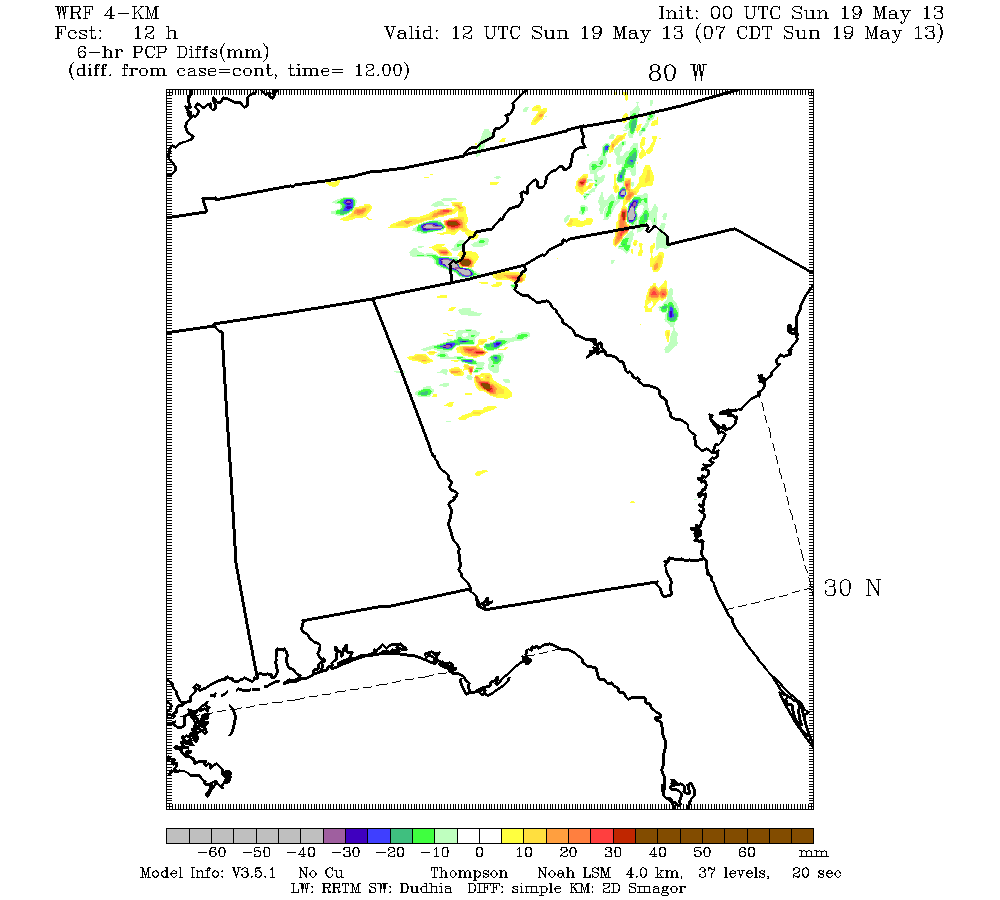 WRF 4-KM Init: 00 UTC Sun 19 May 13
Fcst: 12 h Valid: 12 UTC Sun 19 May 13 (07 CDT Sun 19 May 13)
6-hr PCP Diffs(mm)
(diff. from case=cont, time= 12.00)
80 W
30 N
-60 -50 -40 -30 -20 -10 0 10 20 30 40 50 60 mm
Model Info: V3.5.1 No Cu Thompson Noah LSM 4.0 km, 37 levels, 20 sec
LW: RRTM SW: Dudhia DIFF: simple KM: 2D Smagor